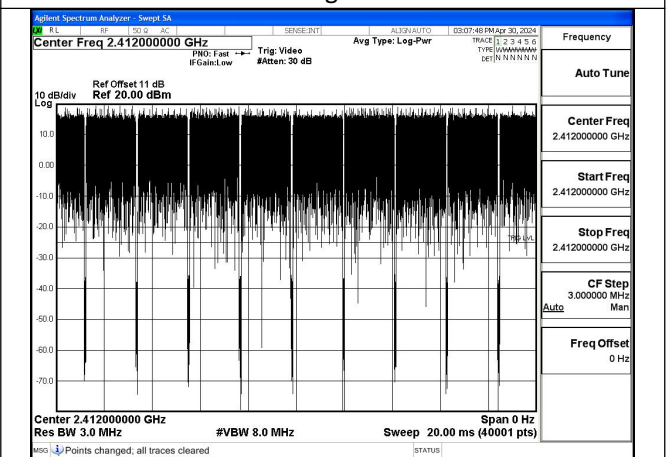 Agilent Spectrum Analyzer - Swept SA
RL RF 50 Ω AC SENSE:INT ALIGN AUTO 03:07:48 PM Apr 30, 2024
Center Freq 2.412000000 GHz
PNO: Fast
IFGain:Low
Trig: Video
#Atten: 30 dB
Avg Type: Log-Pwr
TRACE 1 2 3 4 5 6
TYPE WWWWWW
DET N N N N N N
Ref Offset 11 dB
10 dB/div Ref 20.00 dBm
Log
10.0
0.00
-10.0
-20.0
TRIG LVL
-30.0
-40.0
-50.0
-60.0
-70.0
Center 2.412000000 GHz Span 0 Hz
Res BW 3.0 MHz #VBW 8.0 MHz Sweep 20.00 ms (40001 pts)
MSG Points changed; all traces cleared STATUS
Frequency
Auto Tune
Center Freq
2.412000000 GHz
Start Freq
2.412000000 GHz
Stop Freq
2.412000000 GHz
CF Step
3.000000 MHz
Auto Man
Freq Offset
0 Hz